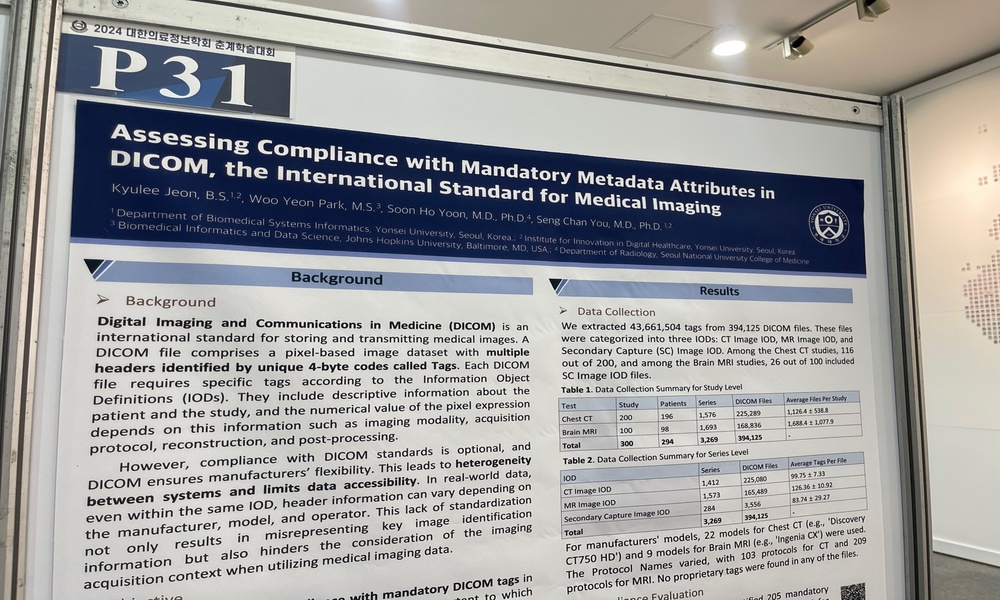 2024 대한의료정보학회 춘계학술대회
P31
Assessing Compliance with Mandatory Metadata Attributes in
DICOM, the International Standard for Medical Imaging
Kyulee Jeon, B.S.1,2, Woo Yeon Park, M.S.3, Soon Ho Yoon, M.D., Ph.D.4, Seng Chan You, M.D., Ph.D.1,2
1 Department of Biomedical Systems Informatics, Yonsei University, Seoul, Korea.; 2 Institute for Innovation in Digital Healthcare, Yonsei University, Seoul, Korea
3 Biomedical Informatics and Data Science, Johns Hopkins University, Baltimore, MD, USA.; 4 Department of Radiology, Seoul National University College of Medicine
Background
➢ Background
Digital Imaging and Communications in Medicine (DICOM) is an
international standard for storing and transmitting medical images. A
DICOM file comprises a pixel-based image dataset with multiple
headers identified by unique 4-byte codes called Tags. Each DICOM
file requires specific tags according to the Information Object
Definitions (IODs). They include descriptive information about the
patient and the study, and the numerical value of the pixel expression
depends on this information such as imaging modality, acquisition
protocol, reconstruction, and post-processing.
However, compliance with DICOM standards is optional, and
DICOM ensures manufacturers' flexibility. This leads to heterogeneity
between systems and limits data accessibility. In real-world data,
even within the same IOD, header information can vary depending on
the manufacturer, model, and operator. This lack of standardization
not only results in misrepresenting key image identification
information but also hinders the consideration of the imaging
acquisition context when utilizing medical imaging data.
with mandatory DICOM tags in
to which
Results
➢ Data Collection
We extracted 43,661,504 tags from 394,125 DICOM files. These files
were categorized into three IODs: CT Image IOD, MR Image IOD, and
Secondary Capture (SC) Image IOD. Among the Chest CT studies, 116
out of 200, and among the Brain MRI studies, 26 out of 100 included
SC Image IOD files.
Table 1. Data Collection Summary for Study Level
Test Study Patients Series DICOM Files Average Files Per Study
Chest CT 200 196 1,576 225,289 1,126.4 ± 538.8
Brain MRI 100 98 1,693 168,836 1,688.4 ± 1,077.9
Total 300 294 3,269 394,125 -
Table 2. Data Collection Summary for Series Level
IOD Series DICOM Files Average Tags Per File
CT Image IOD 1,412 225,080 99.75 ± 7.33
MR Image IOD 1,573 165,489 126.36 ± 10.92
Secondary Capture Image IOD 284 3,556 83.74 ± 29.27
Total 3,269 394,125 -
For manufacturers' models, 22 models for Chest CT (e.g., 'Discovery
CT750 HD') and 9 models for Brain MRI (e.g., 'Ingenia CX') were used.
The Protocol Names varied, with 103 protocols for CT and 209
protocols for MRI. No proprietary tags were found in any of the files.
Evaluation
205 mandatory